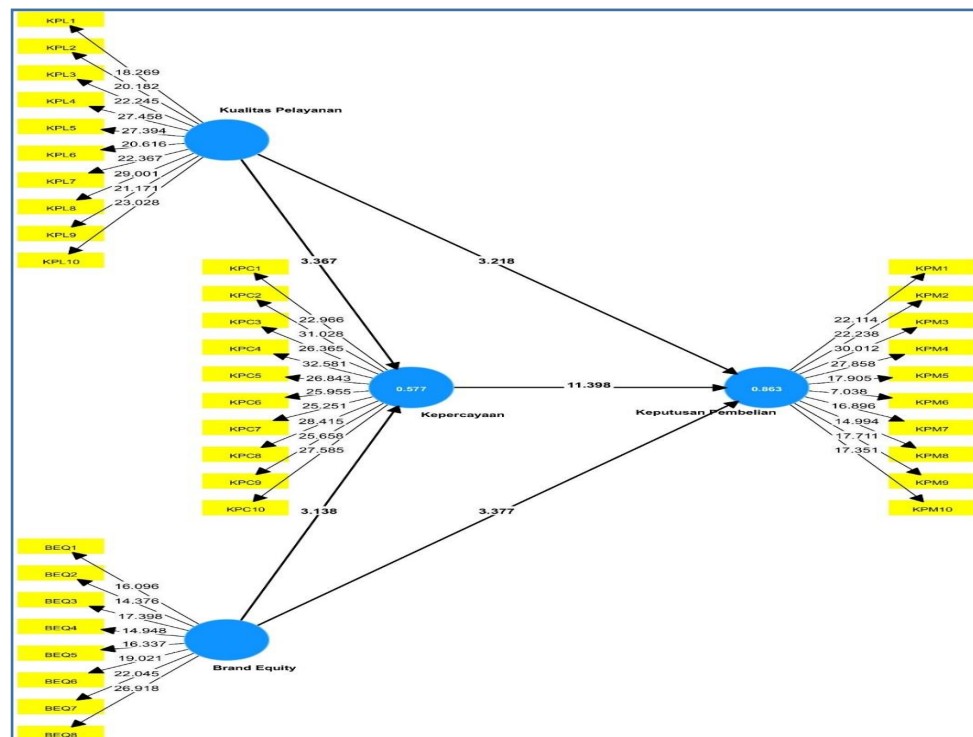 KPL1
KPL2
KPL3
KPL4
KPL5
KPL6
KPL7
KPL8
KPL9
KPL10
18.269
20.182
22.245
27.458
27.394
20.616
22.367
29.001
21.171
23.028
Kualitas Pelayanan
3.367
3.218
KPC1
KPC2
KPC3
KPC4
KPC5
KPC6
KPC7
KPC8
KPC9
KPC10
22.966
31.028
26.365
32.581
26.843
25.955
25.251
28.415
25.658
27.585
0.577
Kepercayaan
11.398
0.863
Keputusan Pembelian
22.114
22.238
30.012
27.858
17.905
7.038
16.896
14.994
17.711
17.351
KPM1
KPM2
KPM3
KPM4
KPM5
KPM6
KPM7
KPM8
KPM9
KPM10
3.138
3.377
BEQ1
BEQ2
BEQ3
BEQ4
BEQ5
BEQ6
BEQ7
BEQ8
16.096
14.376
17.398
14.948
16.337
19.021
22.045
26.918
Brand Equity